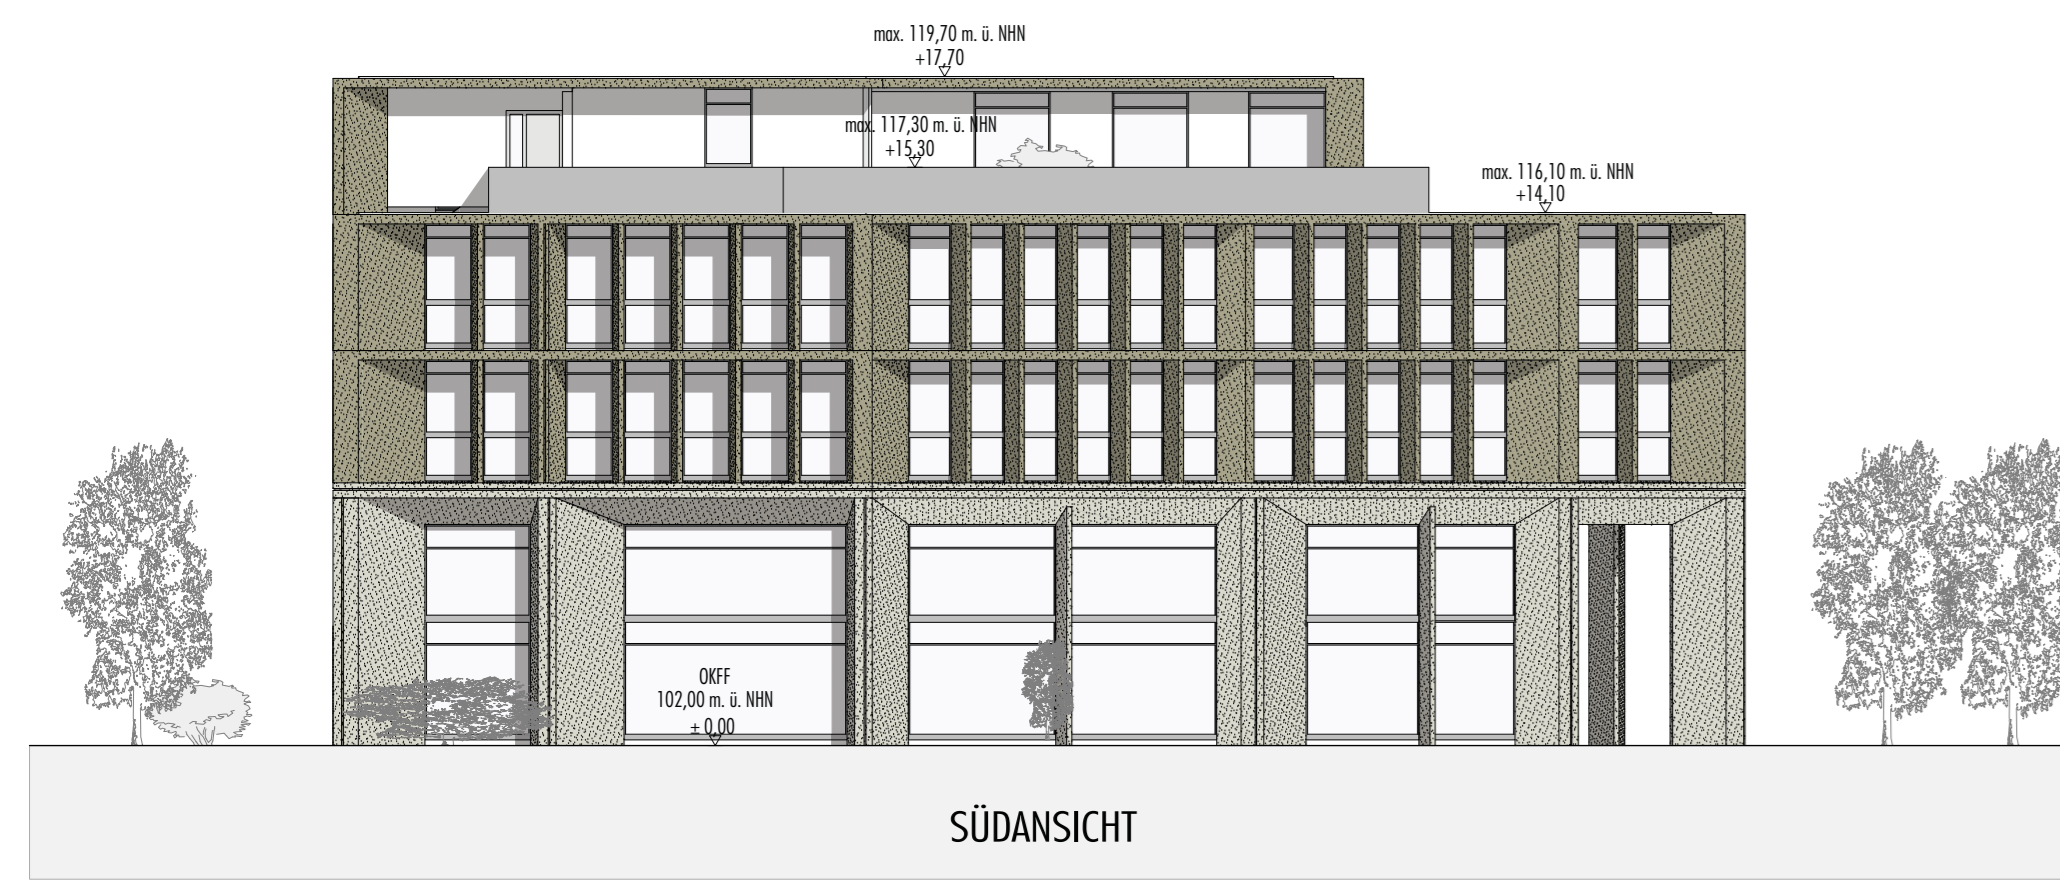 max. 119,70 m. ü. NHN
+17,70
max. 117,30 m. ü. NHN
+15,30
max. 116,10 m. ü. NHN
+14,10
OKFF
102,00 m. ü. NHN
± 0,00
SÜDANSICHT